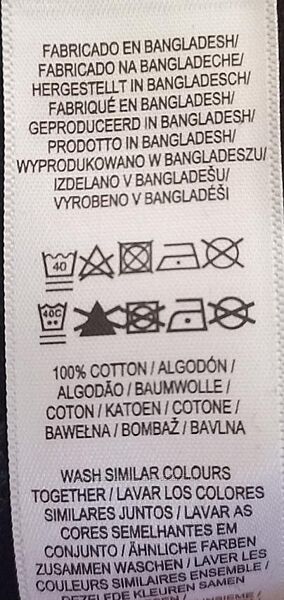 FABRICADO EN BANGLADESH/
FABRICADO NA BANGLADECHE/
HERGESTELLT IN BANGLADESCH/
FABRIQUÉ EN BANGLADESH/
GEPRODUCEERD IN BANGLADESH/
PRODOTTO IN BANGLADESH/
WYPRODUKOWANO W BANGLADESZU/
IZDELANO V BANGLADEŠU/
VYROBENO V BANGLADÉŠI
40
40C
100% COTTON / ALGODÓN /
ALGODÃO / BAUMWOLLE /
COTON / KATOEN / COTONE /
BAWEŁNA / BOMBAŽ / BAVLNA
WASH SIMILAR COLOURS
TOGETHER / LAVAR LOS COLORES
SIMILARES JUNTOS / LAVAR AS
CORES SEMELHANTES EM
CONJUNTO / ÄHNLICHE FARBEN
ZUSAMMEN WASCHEN / LAVER LES
COULEURS SIMILAIRES ENSEMBLE /
DEZELFDE KLEUREN SAMEN